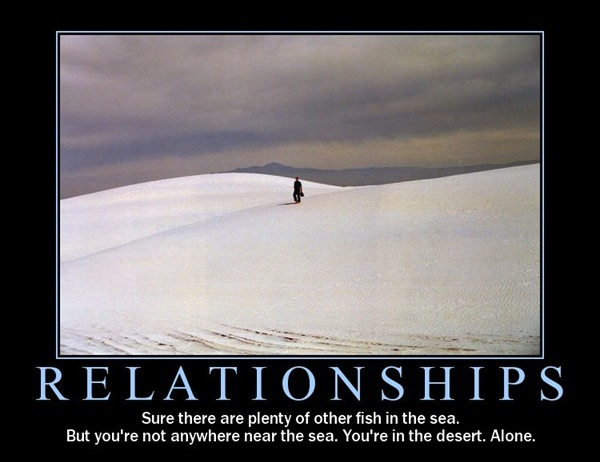 RELATIONSHIPS
Sure there are plenty of other fish in the sea.
But you're not anywhere near the sea. You're in the desert. Alone.